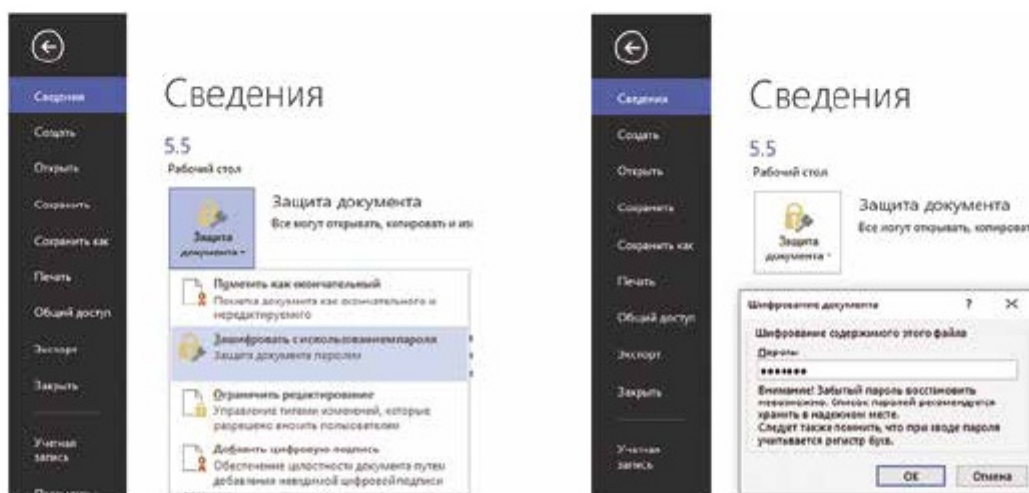 Сведения
Создать
Открыть
Сохранить
Сохранить как
Печать
Общий доступ
Экспорт
Закрыть
Учетная
запись
Сведения
5.5
Рабочий стол
Защита
документа
Защита документа
Все могут открывать, копировать и из
Пометить как окончательный
Пометка документа как окончательного и
нередактируемого
Зашифровать с использованием пароля
Защита документа паролем
Ограничить редактирование
Управление типами изменений, которые
разрешено вносить пользователям
Добавить цифровую подпись
Обеспечение целостности документа путем
добавления невидимой цифровой подписи
Сведения
Создать
Открыть
Сохранить
Сохранить как
Печать
Общий доступ
Экспорт
Закрыть
Учетная
запись
Сведения
5.5
Рабочий стол
Защита
документа
Защита документа
Все могут открывать, копироват
Шифрование документа ? ×
Шифрование содержимого этого файла
Пароль:
•••••••
Внимание! Забытый пароль восстановить
невозможно. Список паролей рекомендуется
хранить в надежном месте.
Следует также помнить, что при вводе пароля
учитывается регистр букв.
ОК Отмена